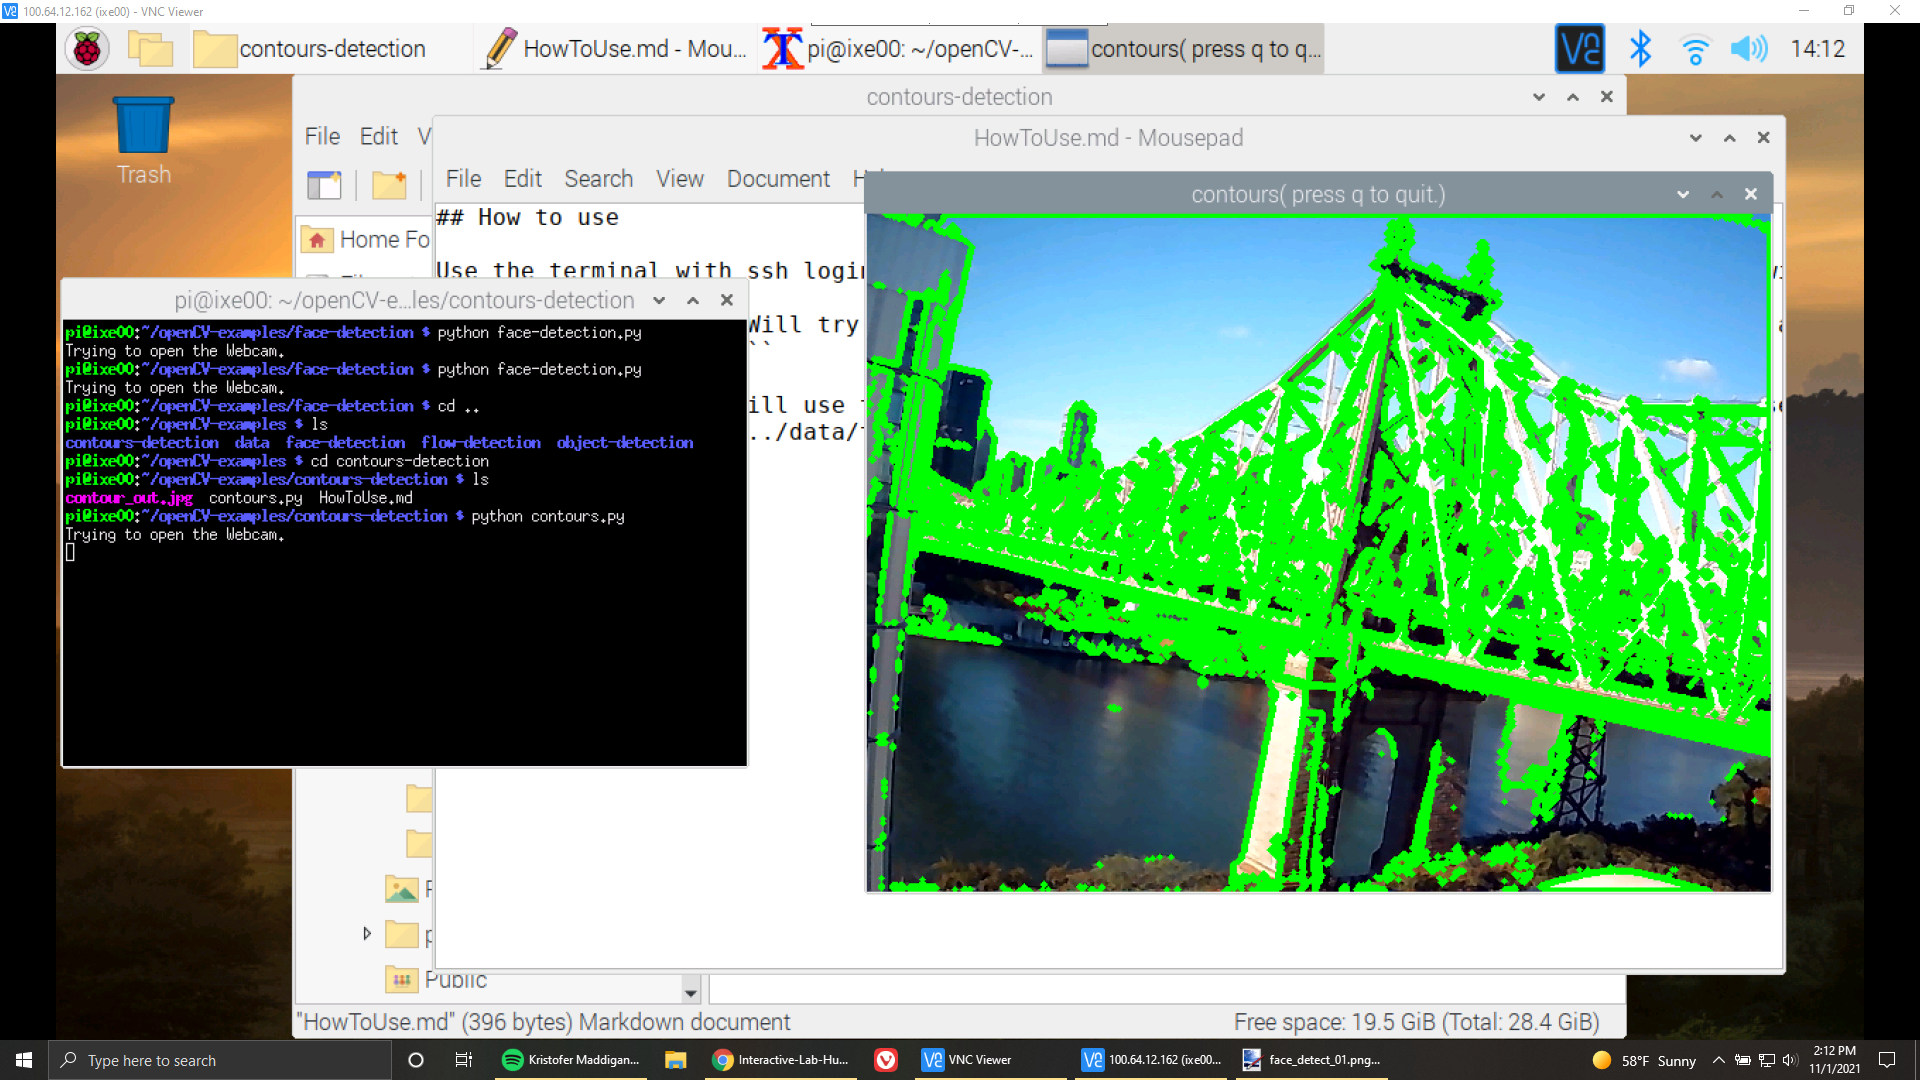 100.64.12.162 (ixe00) - VNC Viewer
contours-detection
HowToUse.md - Mou...
pi@ixe00: ~/openCV-...
contours( press q to q...
14:12
Trash
contours-detection
File Edit V
Home Fo
HowToUse.md - Mousepad
File Edit Search View Document H
## How to use
Use the terminal with ssh login
Will try
``
ill use
../data/
contours( press q to quit.)
pi@ixe00: ~/openCV-e...les/contours-detection
pi@ixe00:~/openCV-examples/face-detection $ python face-detection.py
Trying to open the Webcam.
pi@ixe00:~/openCV-examples/face-detection $ python face-detection.py
Trying to open the Webcam.
pi@ixe00:~/openCV-examples/face-detection $ cd ..
pi@ixe00:~/openCV-examples $ ls
contours-detection data face-detection flow-detection object-detection
pi@ixe00:~/openCV-examples $ cd contours-detection
pi@ixe00:~/openCV-examples/contours-detection $ ls
contour_out.jpg contours.py HowToUse.md
pi@ixe00:~/openCV-examples/contours-detection $ python contours.py
Trying to open the Webcam.
Public
"HowToUse.md" (396 bytes) Markdown document
Free space: 19.5 GiB (Total: 28.4 GiB)
Type here to search
Kristofer Maddigan...
Interactive-Lab-Hu...
VNC Viewer
100.64.12.162 (ixe00...
face_detect_01.png...
58°F Sunny
2:12 PM
11/1/2021